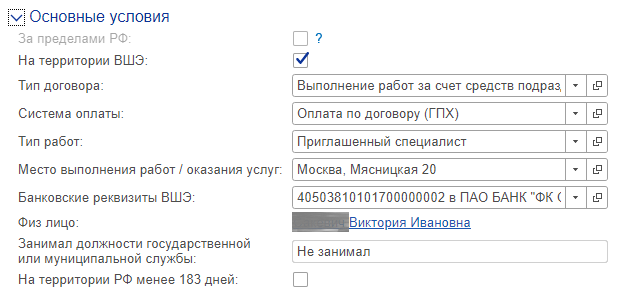 Основные условия
За пределами РФ: ?
На территории ВШЭ:
Тип договора: Выполнение работ за счет средств подразд
Система оплаты: Оплата по договору (ГПХ)
Тип работ: Приглашенный специалист
Место выполнения работ / оказания услуг: Москва, Мясницкая 20
Банковские реквизиты ВШЭ: 40503810101700000002 в ПАО БАНК "ФК О
Физ лицо: Виктория Ивановна
Занимал должности государственной
или муниципальной службы: Не занимал
На территории РФ менее 183 дней: